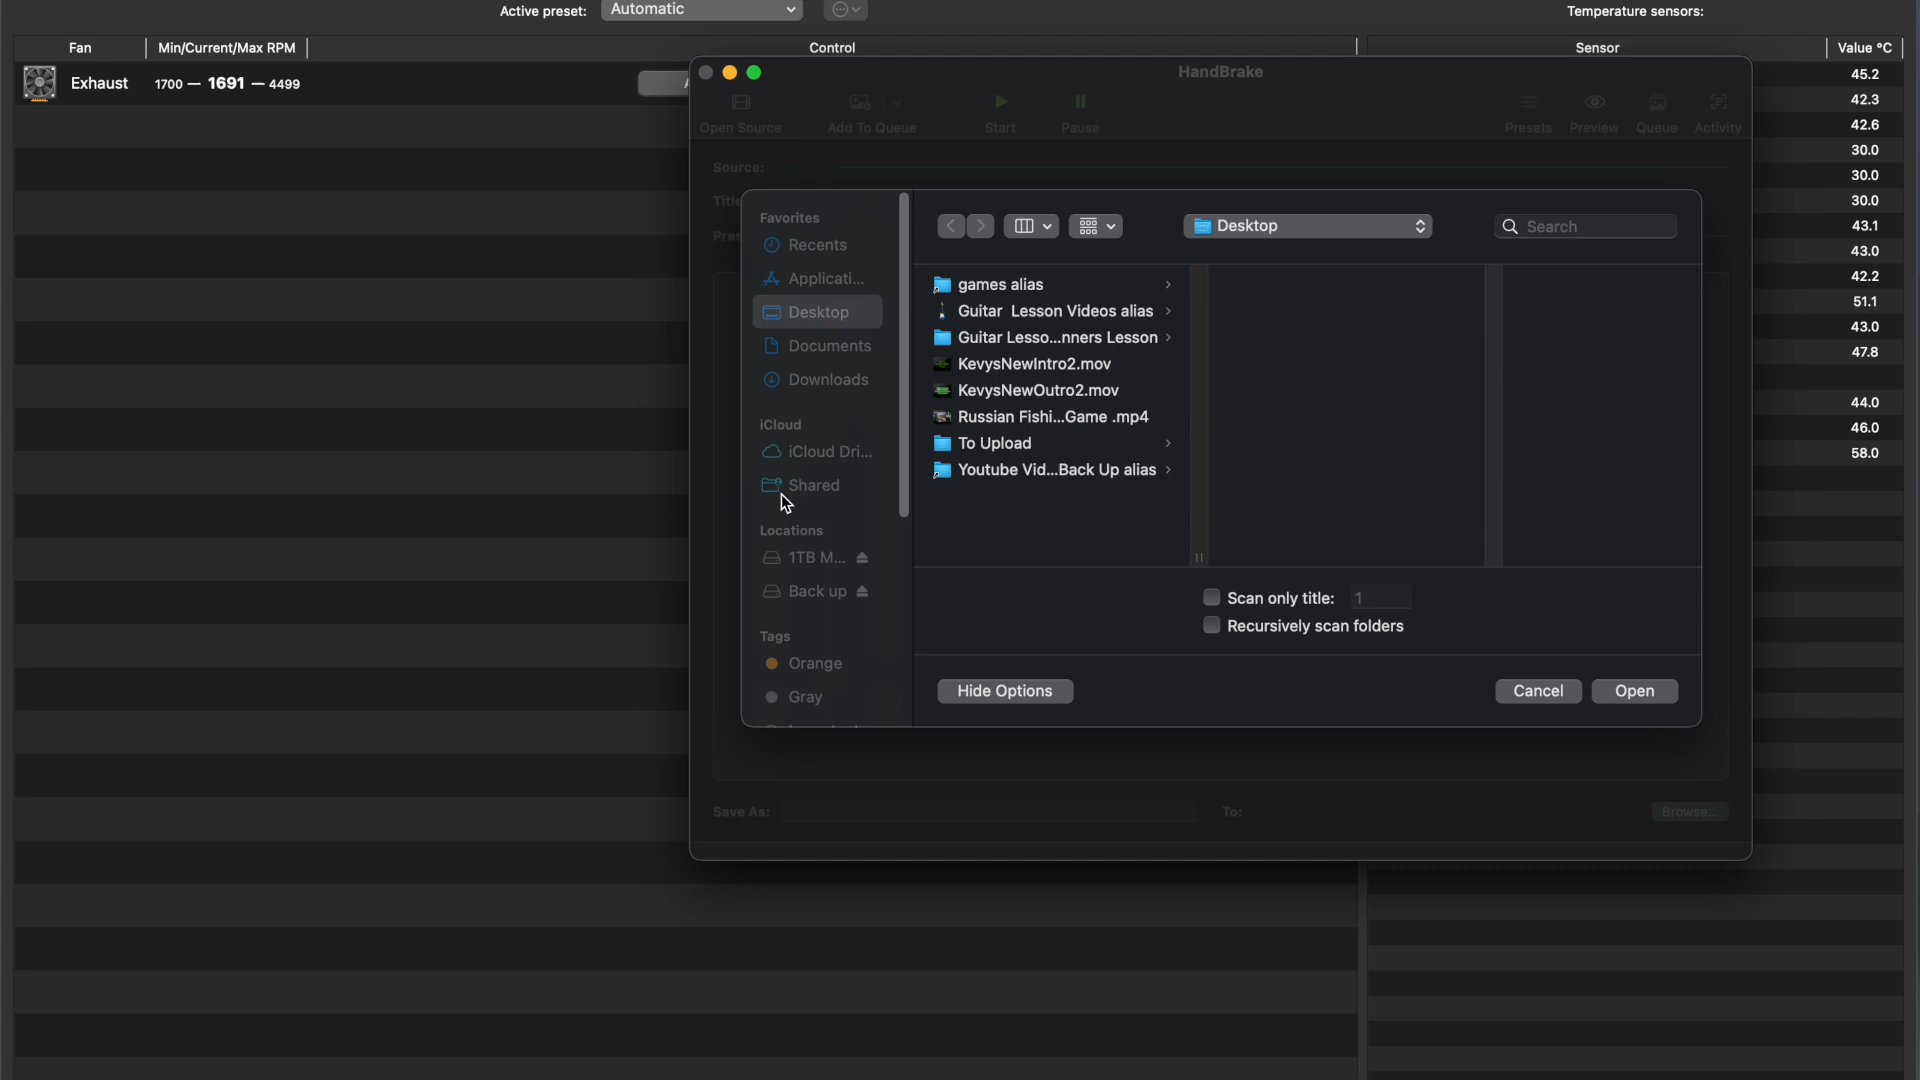 Active preset: Automatic
Temperature sensors:
Fan
Min/Current/Max RPM
Control
Sensor
Value °C
Exhaust
1700 — 1691 — 4499
HandBrake
Open Source
Add To Queue
Start
Pause
Presets
Preview
Queue
Activity
Source:
Favorites
Recents
Applicati...
Desktop
Documents
Downloads
iCloud
iCloud Dri...
Shared
Locations
1TB M...
Back up
Tags
Orange
Gray
Desktop
Search
games alias
Guitar Lesson Videos alias
Guitar Lesso...nners Lesson
KevysNewIntro2.mov
KevysNewOutro2.mov
Russian Fishi...Game .mp4
To Upload
Youtube Vid...Back Up alias
Scan only title: 1
Recursively scan folders
Hide Options
Cancel
Open
Save As:
To:
Browse...
45.2
42.3
42.6
30.0
30.0
30.0
43.1
43.0
42.2
51.1
43.0
47.8
44.0
46.0
58.0